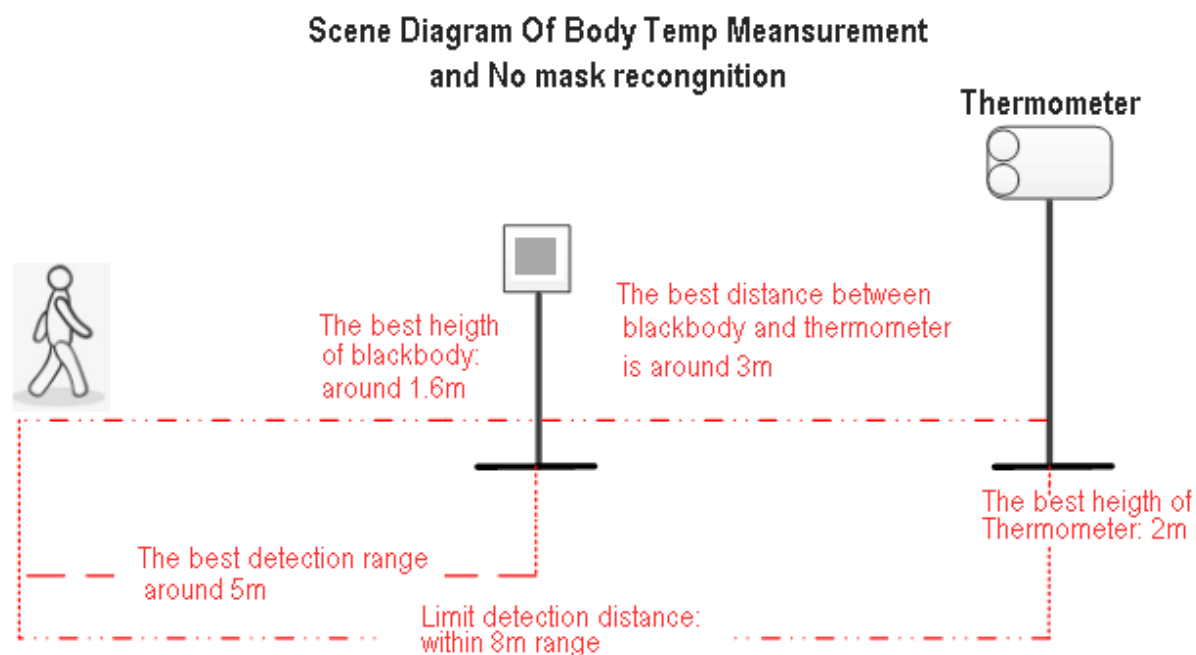 Scene Diagram Of Body Temp Meansurement
and No mask recongnition
Thermometer
The best distance between
blackbody and thermometer
is around 3m
The best heigth
of blackbody:
around 1.6m
The best heigth of
Thermometer: 2m
The best detection range
around 5m
Limit detection distance:
within 8m range